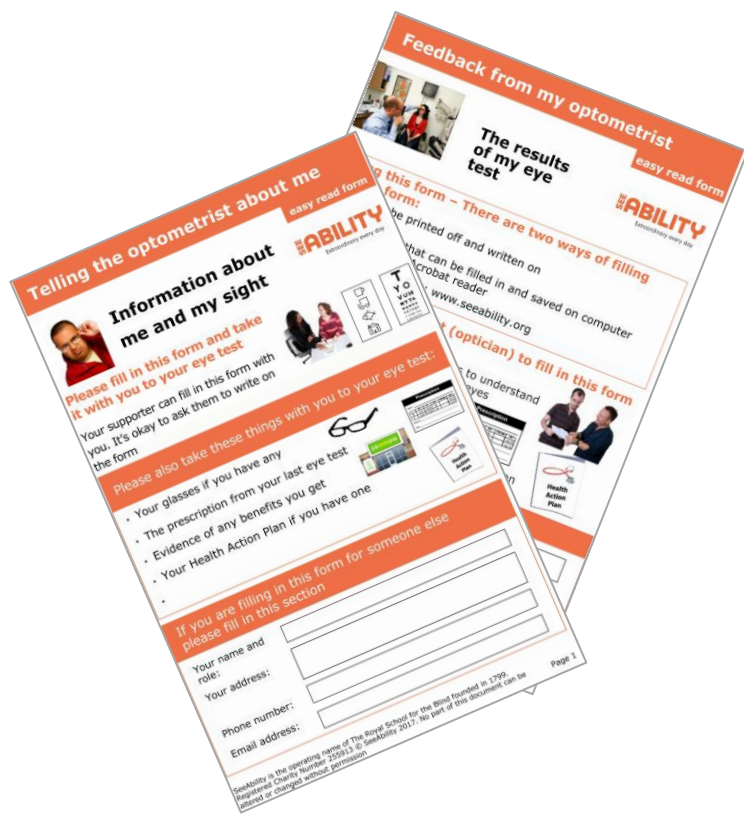 Telling the optometrist about me
easy read form
SEE ABILITY
Extraordinary every day
Information about
me and my sight
Please fill in this form and take
it with you to your eye test
Your supporter can fill in this form with
you. It's okay to ask them to write on
the form
Please also take these things with you to your eye test:
· Your glasses if you have any
· The prescription from your last eye test
· Evidence of any benefits you get
· Your Health Action Plan if you have one
·
Prescription
Health
Action
Plan
If you are filling in this form for someone else
please fill in this section
Your name and
role:
Your address:
Phone number:
Email address:
Page 1
SeeAbility is the operating name of The Royal School for the Blind founded in 1799.
Registered Charity Number 255913 © SeeAbility 2017. No part of this document can be
altered or changed without permission
Feedback from my optometrist
easy read form
SEE ABILITY
Extraordinary every day
The results
of my eye
test
this form – There are two ways of filling
form:
be printed off and written on
that can be filled in and saved on computer
Acrobat reader
www.seeability.org
(optician) to fill in this form
to understand
eyes
Prescription
Health
Action
Plan